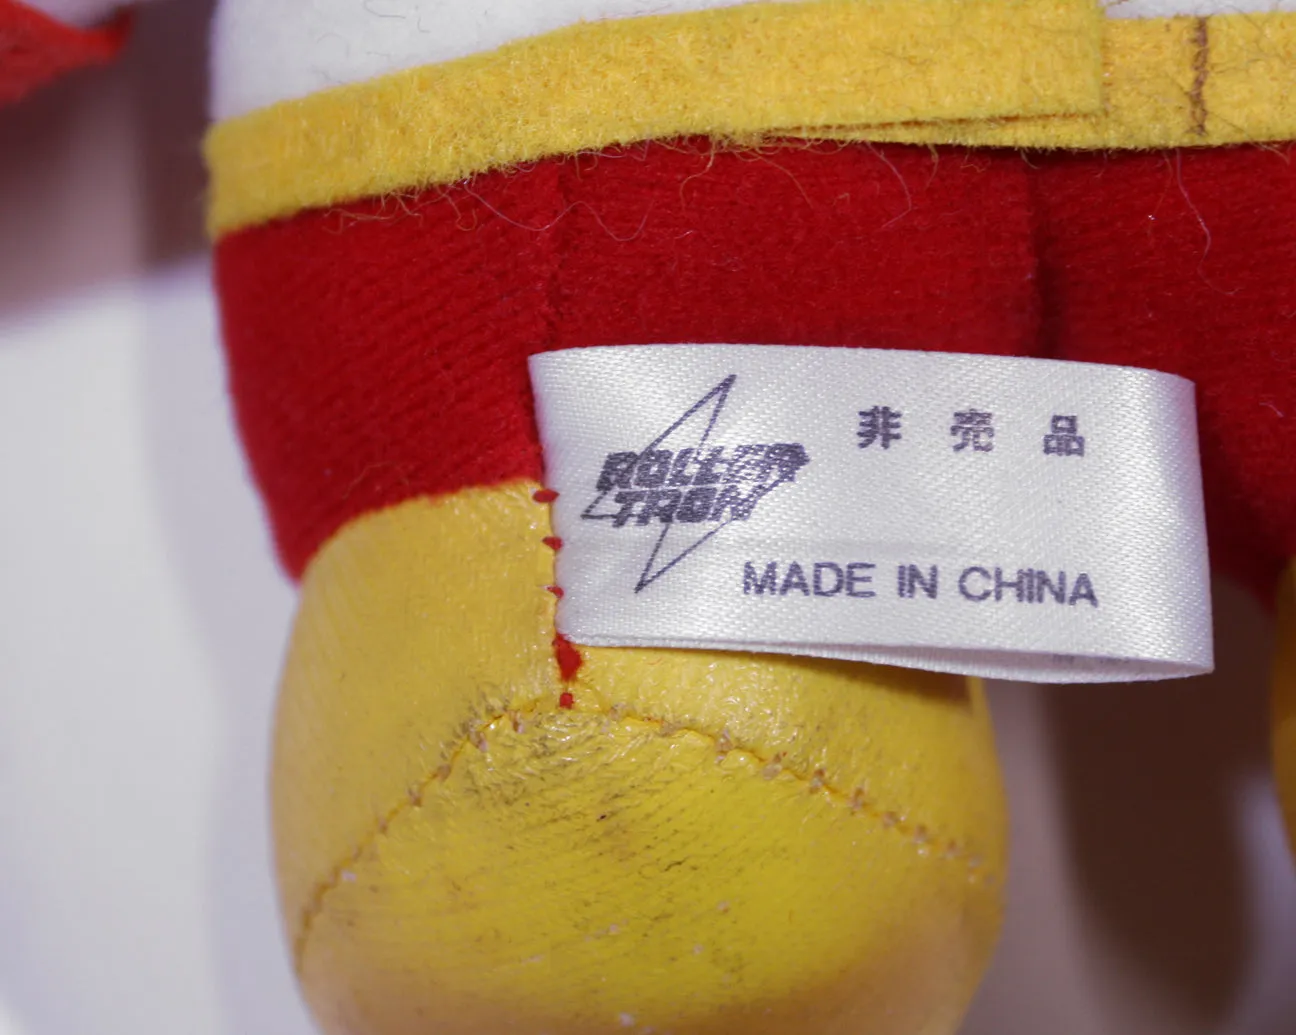 ROLLER
TRON
非売品
MADE IN CHINA